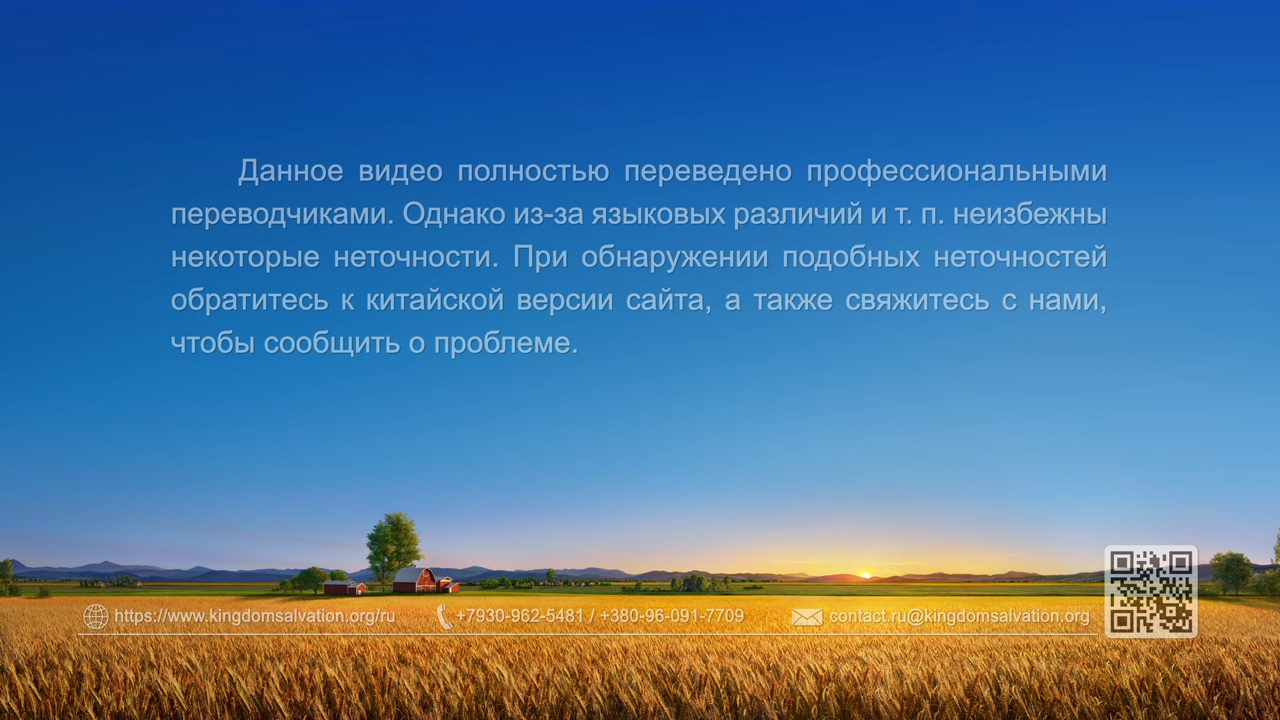 Данное видео полностью переведено профессиональными
переводчиками. Однако из-за языковых различий и т. п. неизбежны
некоторые неточности. При обнаружении подобных неточностей
обратитесь к китайской версии сайта, а также свяжитесь с нами,
чтобы сообщить о проблеме.
https://www.kingdomsalvation.org/ru +7930-962-5481 / +380-96-091-7709 contact.ru@kingdomsalvation.org